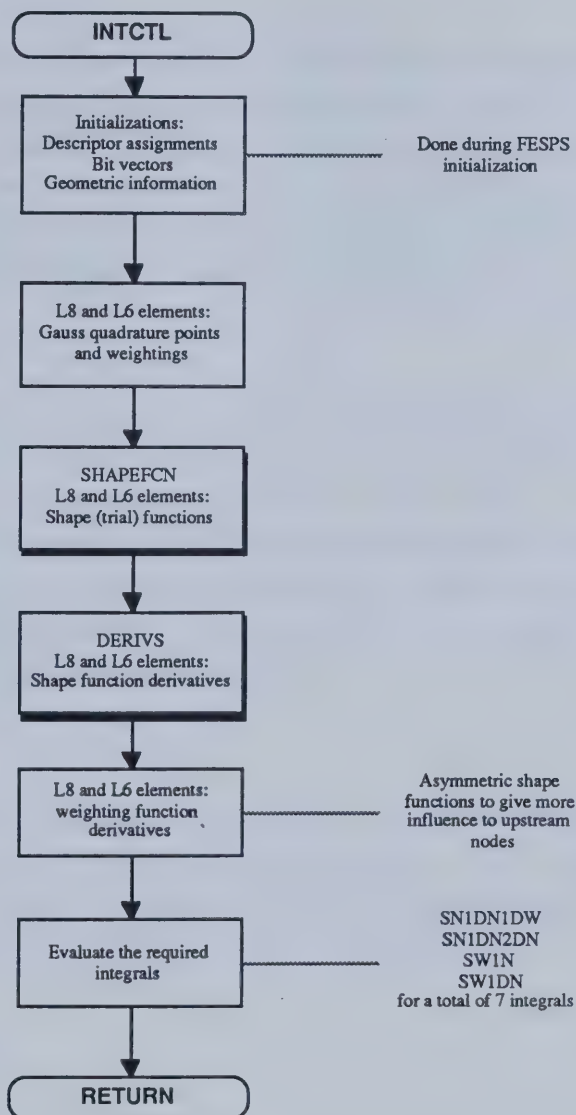 INTCTL
Initializations:
Descriptor assignments
Bit vectors
Geometric information
Done during FESPS
initialization
L8 and L6 elements:
Gauss quadrature points
and weightings
SHAPEFCN
L8 and L6 elements:
Shape (trial) functions
DERIVS
L8 and L6 elements:
Shape function derivatives
L8 and L6 elements:
weighting function
derivatives
Asymmetric shape
functions to give more
influence to upstream
nodes
Evaluate the required
integrals
SN1DN1DW
SN1DN2DN
SW1N
SW1DN
for a total of 7 integrals
RETURN